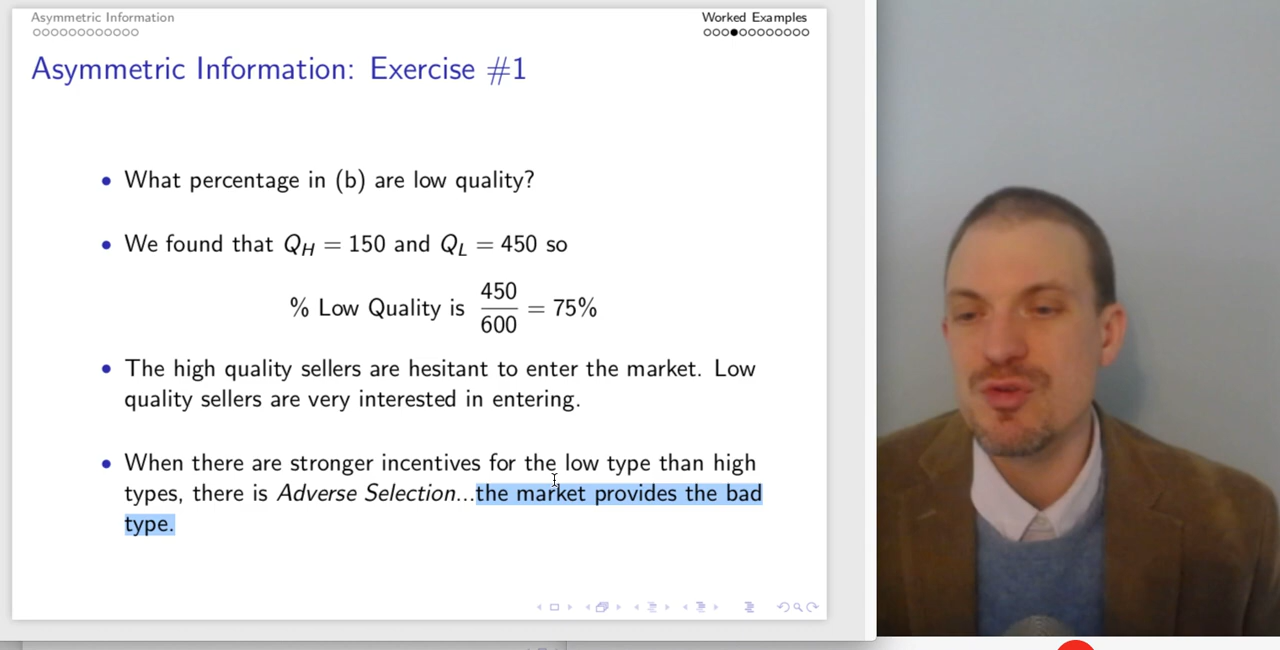 Asymmetric Information
Worked Examples
Asymmetric Information: Exercise #1
• What percentage in (b) are low quality?
• We found that Q_H = 150 and Q_L = 450 so
% Low Quality is 450/600 = 75%
• The high quality sellers are hesitant to enter the market. Low
quality sellers are very interested in entering.
• When there are stronger incentives for the low type than high
types, there is Adverse Selection...the market provides the bad
type.